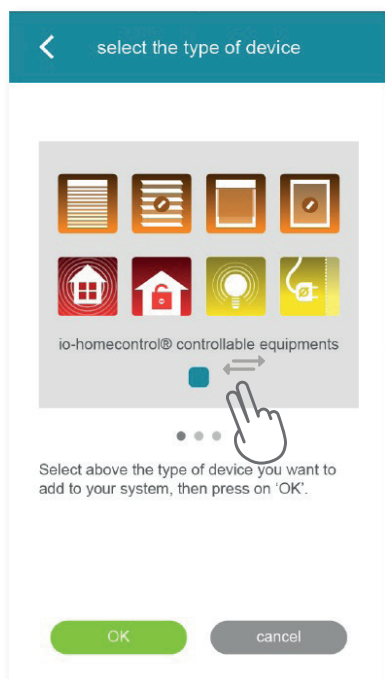 select the type of device
io-homecontrol® controllable equipments
Select above the type of device you want to
add to your system, then press on 'OK'.
OK
cancel